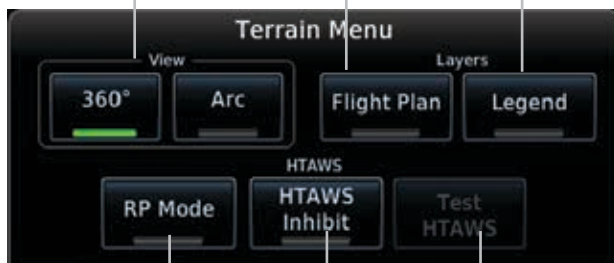 Terrain Menu
View
Layers
360°
Arc
Flight Plan
Legend
HTAWS
RP Mode
HTAWS
Inhibit
Test
HTAWS